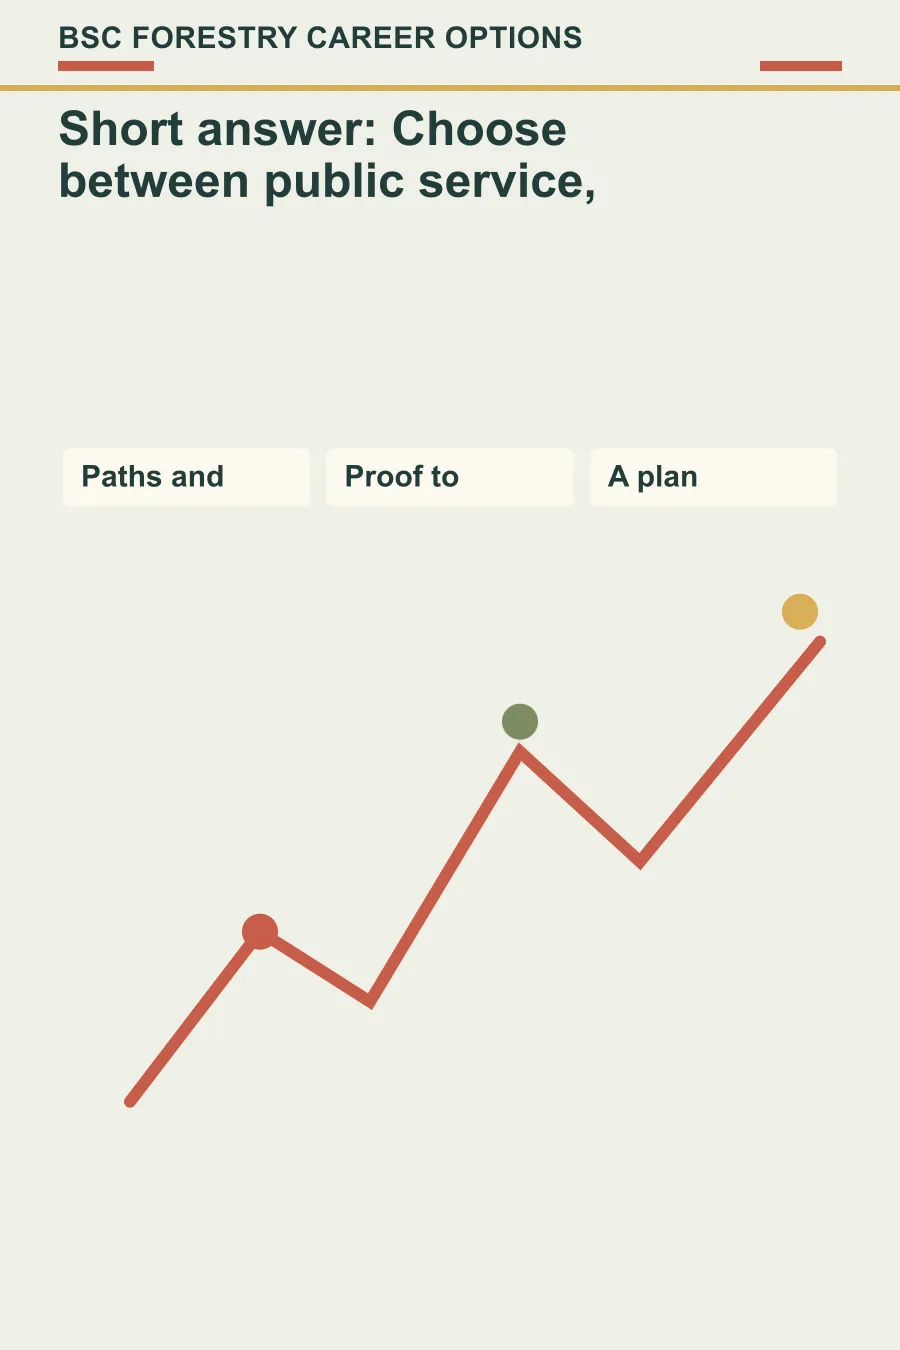 BSC FORESTRY CAREER OPTIONS
Short answer: Choose
between public service,
Paths and
Proof to
A plan